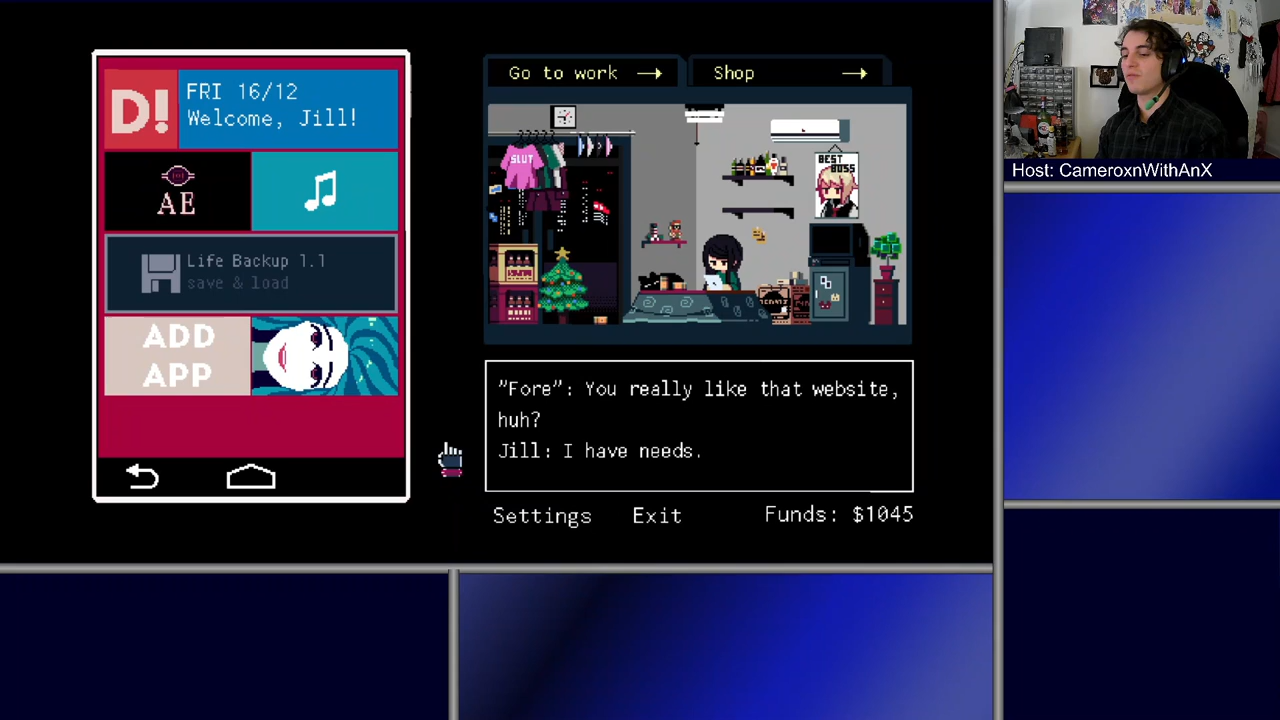 D!
FRI 16/12
Welcome, Jill!
AE
Life Backup 1.1
save & load
ADD
APP
Go to work →
Shop →
SLUT
BEST
BOSS
"Fore": You really like that website,
huh?
Jill: I have needs.
Settings
Exit
Funds: $1045
Host: CameroxnWithAnX